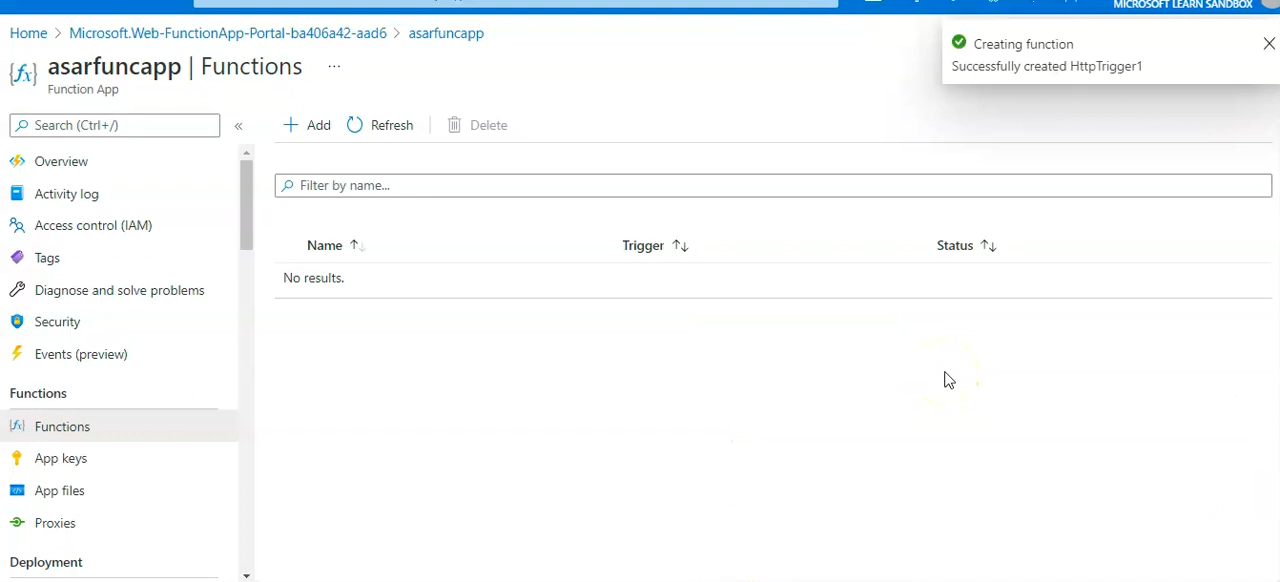 MICROSOFT LEARN SANDBOX
Home > Microsoft.Web-FunctionApp-Portal-ba406a42-aad6 > asarfuncapp
asarfuncapp | Functions ...
Function App
Creating function
Successfully created HttpTrigger1
Search (Ctrl+/)
«
Add Refresh Delete
Overview
Activity log
Access control (IAM)
Tags
Diagnose and solve problems
Security
Events (preview)
Functions
Functions
App keys
App files
Proxies
Deployment
Filter by name...
Name Trigger Status
No results.